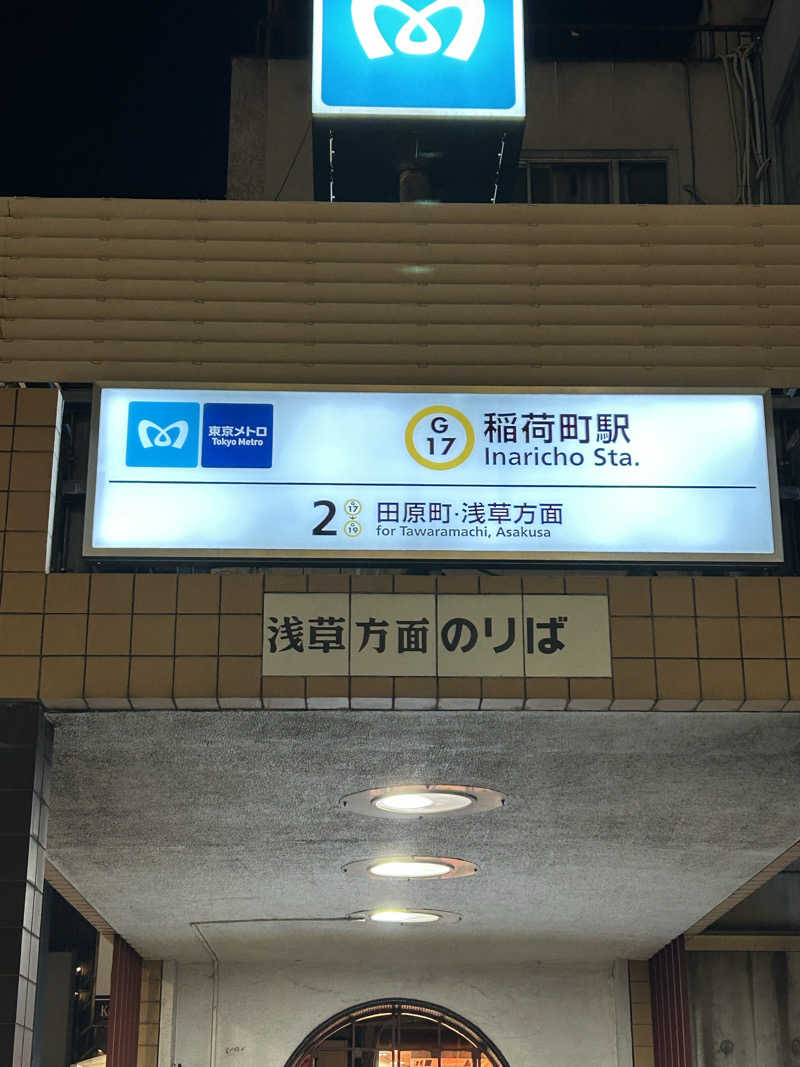 東京メトロ
Tokyo Metro
G
17
稲荷町駅
Inaricho Sta.
2
G
17
G
19
田原町·浅草方面
for Tawaramachi, Asakusa
浅草方面のりば